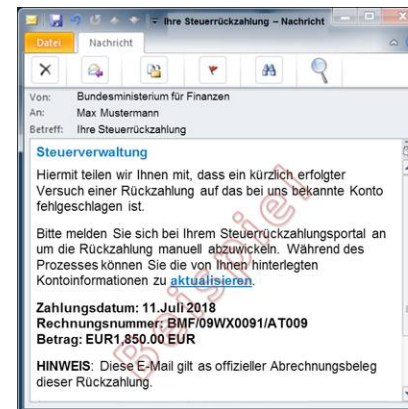 Ihre Steuerrückzahlung – Nachricht
Datei Nachricht
Von: Bundesministerium für Finanzen
An: Max Mustermann
Betreff: Ihre Steuerrückzahlung
Steuerverwaltung
Hiermit teilen wir Ihnen mit, dass ein kürzlich erfolgter
Versuch einer Rückzahlung auf das bei uns bekannte Konto
fehlgeschlagen ist.
Bitte melden Sie sich bei Ihrem Steuerrückzahlungsportal an
um die Rückzahlung manuell abzuwickeln. Während des
Prozesses können Sie die von Ihnen hinterlegten
Kontoinformationen zu aktualisieren.
Zahlungsdatum: 11.Juli 2018
Rechnungsnummer: BMF/09WX0091/AT009
Betrag: EUR1,850.00 EUR
HINWEIS: Diese E-Mail gilt as offizieller Abrechnungsbeleg
dieser Rückzahlung.
Beispiel